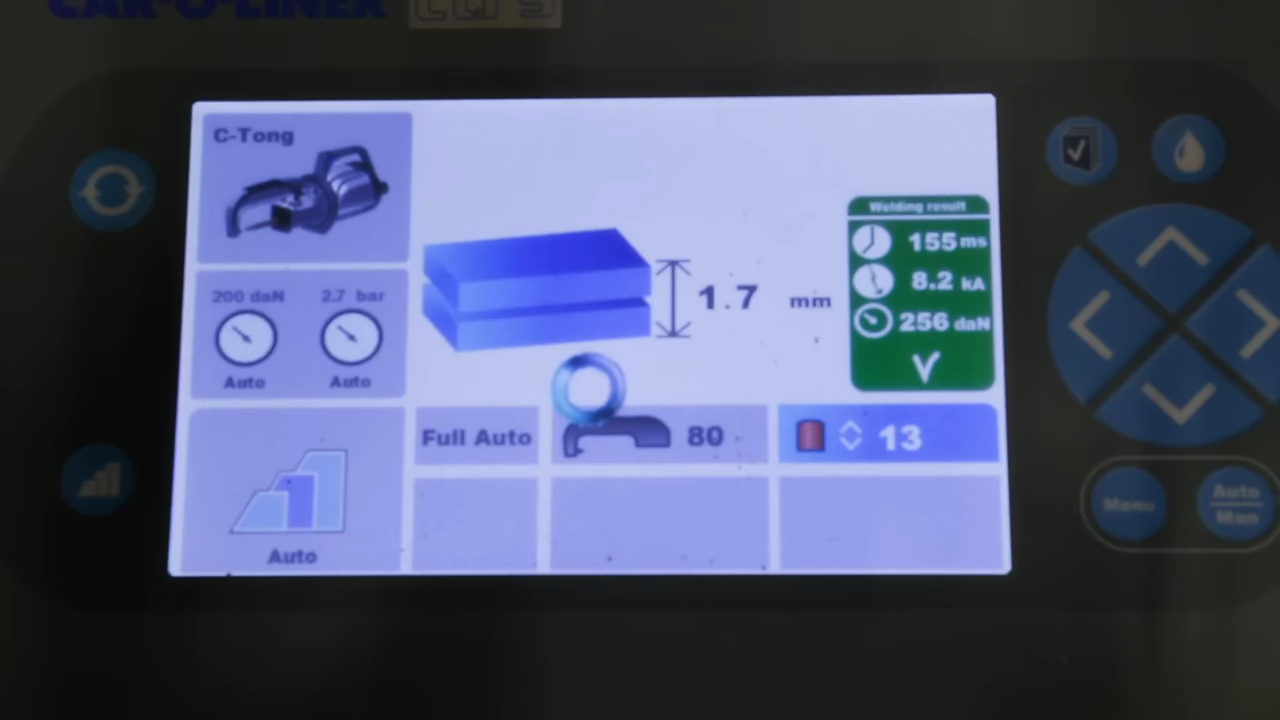 CAR-O-LINER
C-Tong
200 daN 2.7 bar
Auto Auto
Auto
1.7 mm
Full Auto
80
13
Welding result
155 ms
8.2 kA
256 daN
Menu
Auto
Man